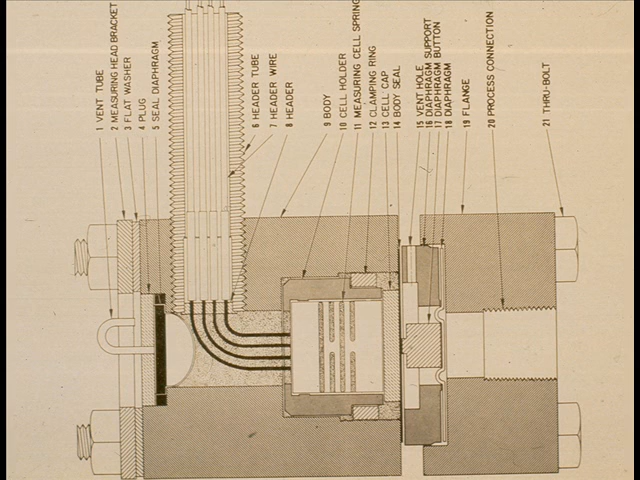 1 VENT TUBE
2 MEASURING HEAD BRACKET
3 FLAT WASHER
4 PLUG
5 SEAL DIAPHRAGM
6 HEADER TUBE
7 HEADER WIRE
8 HEADER
9 BODY
10 CELL HOLDER
11 MEASURING CELL SPRING
12 CLAMPING RING
13 CELL CAP
14 BODY SEAL
15 VENT HOLE
16 DIAPHRAGM SUPPORT
17 DIAPHRAGM BUTTON
18 DIAPHRAGM
19 FLANGE
20 PROCESS CONNECTION
21 THRU-BOLT